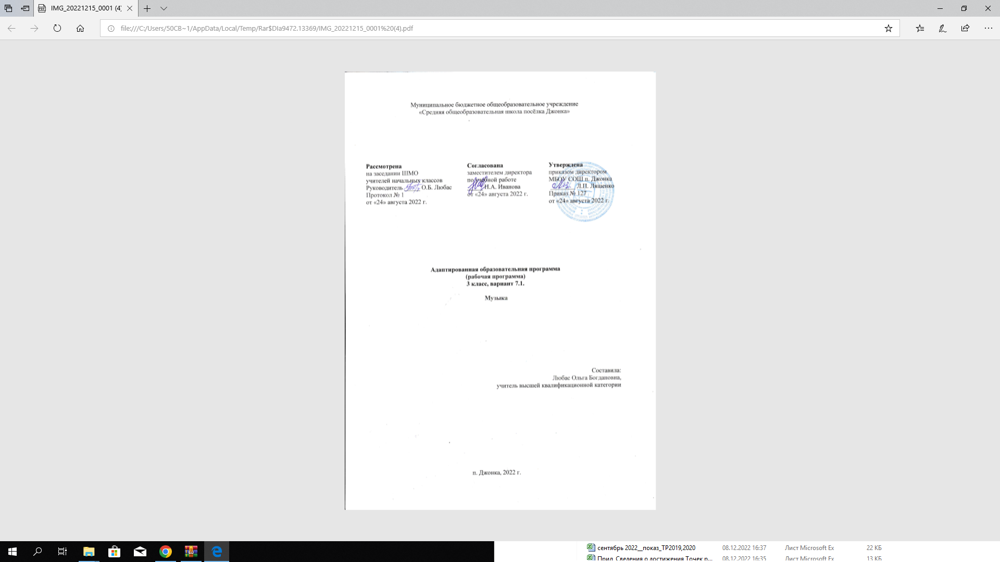 IMG_20221215_0001 (4)
file:///C:/Users/50CB~1/AppData/Local/Temp/Rar$DIa9472.13369/IMG_20221215_0001%20(4).pdf
Муниципальное бюджетное общеобразовательное учреждение
«Средняя общеобразовательная школа посёлка Джонка»
Рассмотрена
на заседании ШМО
учителей начальных классов
Руководитель О.Б. Любас
Протокол № 1
от «24» августа 2022 г.
Согласована
заместителем директора
по учебной работе
Н.А. Иванова
от «24» августа 2022 г.
Утверждена
приказом директором
МБОУ СОШ п. Джонка
Л.П. Ляшенко
Приказ № 127
от «24» августа 2022 г.
Адаптированная образовательная программа
(рабочая программа)
3 класс, вариант 7.1.
Музыка
Составила:
Любас Ольга Богдановна,
учитель высшей квалификационной категории
п. Джонка, 2022 г.
сентябрь 2022__показ_ТР2019,2020 08.12.2022 16:37 Лист Microsoft Ex 22 КБ
Прил_Сведения о достижения Точек р... 08.12.2022 16:35 Лист Microsoft Ex 13 КБ